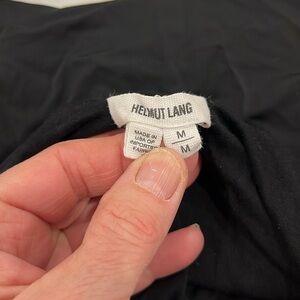 HELMUT LANG
MADE IN
USA OF
IMPORTED
FABRIC
M
M